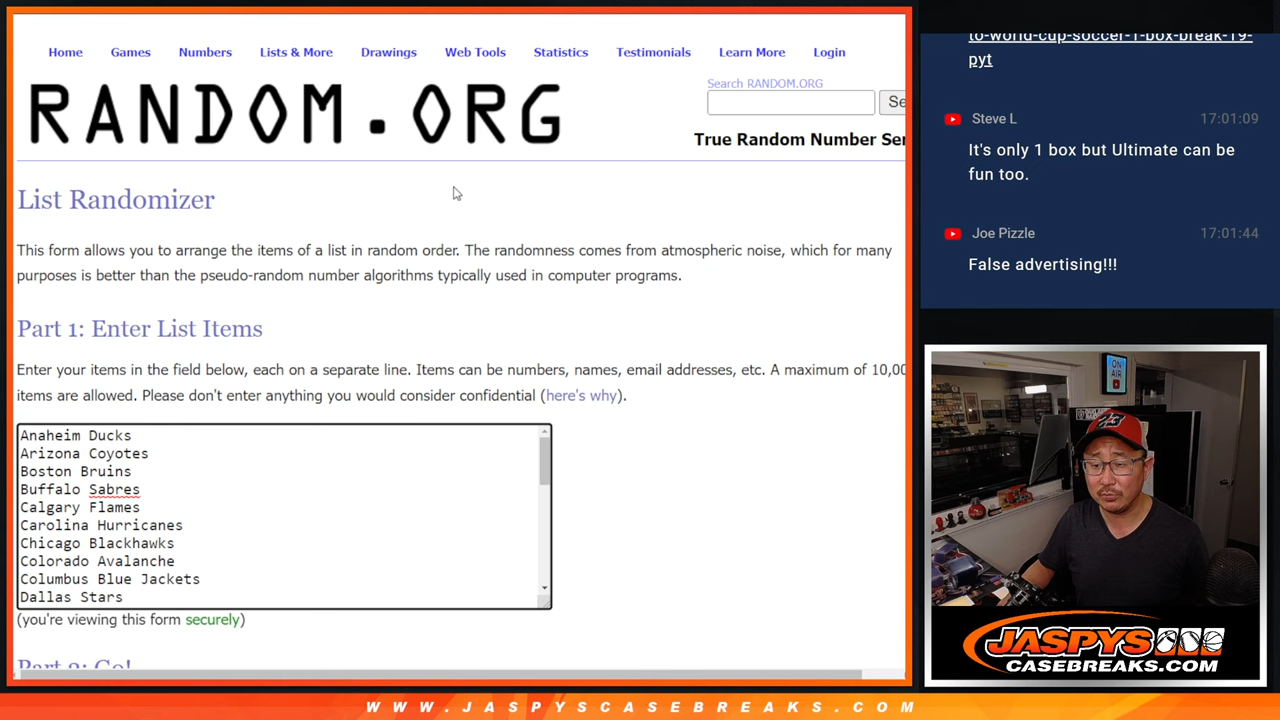 Home Games Numbers Lists & More Drawings Web Tools Statistics Testimonials Learn More Login
RANDOM.ORG
Search RANDOM.ORG
Se
True Random Number Ser
List Randomizer
This form allows you to arrange the items of a list in random order. The randomness comes from atmospheric noise, which for many
purposes is better than the pseudo-random number algorithms typically used in computer programs.
Part 1: Enter List Items
Enter your items in the field below, each on a separate line. Items can be numbers, names, email addresses, etc. A maximum of 10,00
items are allowed. Please don't enter anything you would consider confidential (here's why).
Anaheim Ducks
Arizona Coyotes
Boston Bruins
Buffalo Sabres
Calgary Flames
Carolina Hurricanes
Chicago Blackhawks
Colorado Avalanche
Columbus Blue Jackets
Dallas Stars
(you're viewing this form securely)
Part 2: Go!
to-world-cup-soccer-1-box-break-19-
pyt
Steve L 17:01:09
It's only 1 box but Ultimate can be
fun too.
Joe Pizzle 17:01:44
False advertising!!!
ON
AIR
23
JASPYS
CASEBREAKS.COM
WWW.JASPYSCASEBREAKS.COM